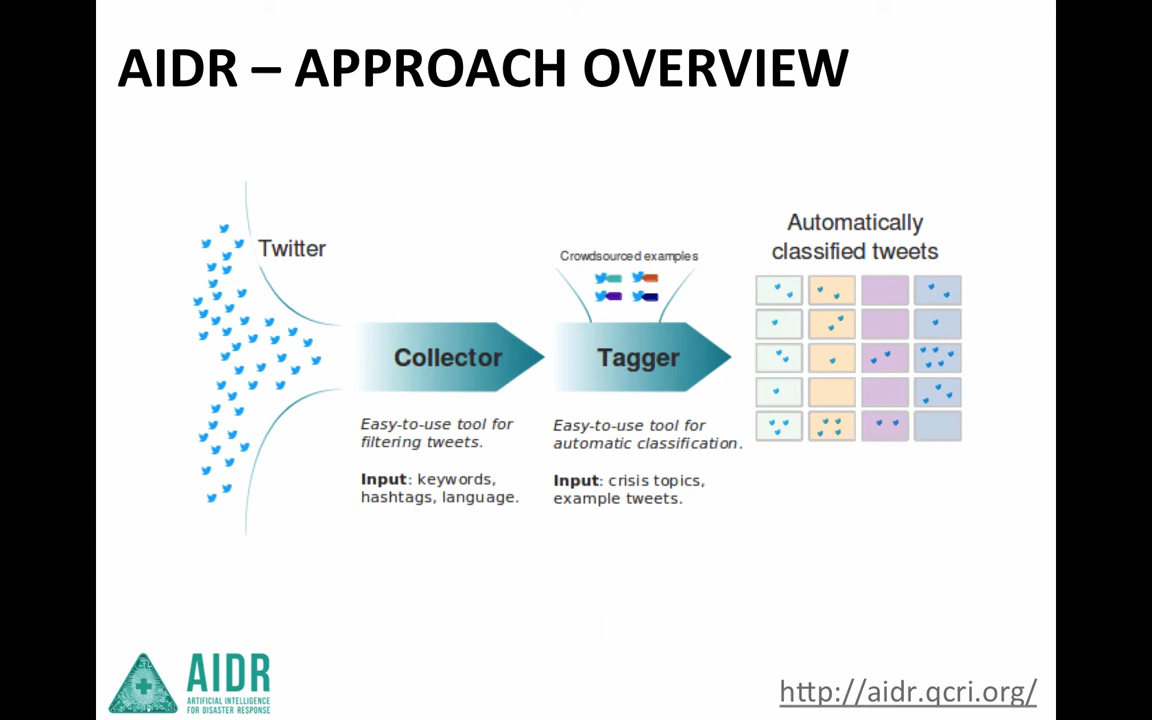 AIDR – APPROACH OVERVIEW
Twitter
Collector
Easy-to-use tool for
filtering tweets.
Input: keywords,
hashtags, language.
Crowdsourced examples
Tagger
Easy-to-use tool for
automatic classification.
Input: crisis topics,
example tweets.
Automatically
classified tweets
AIDR
ARTIFICIAL INTELLIGENCE
FOR DISASTER RESPONSE
http://aidr.qcri.org/